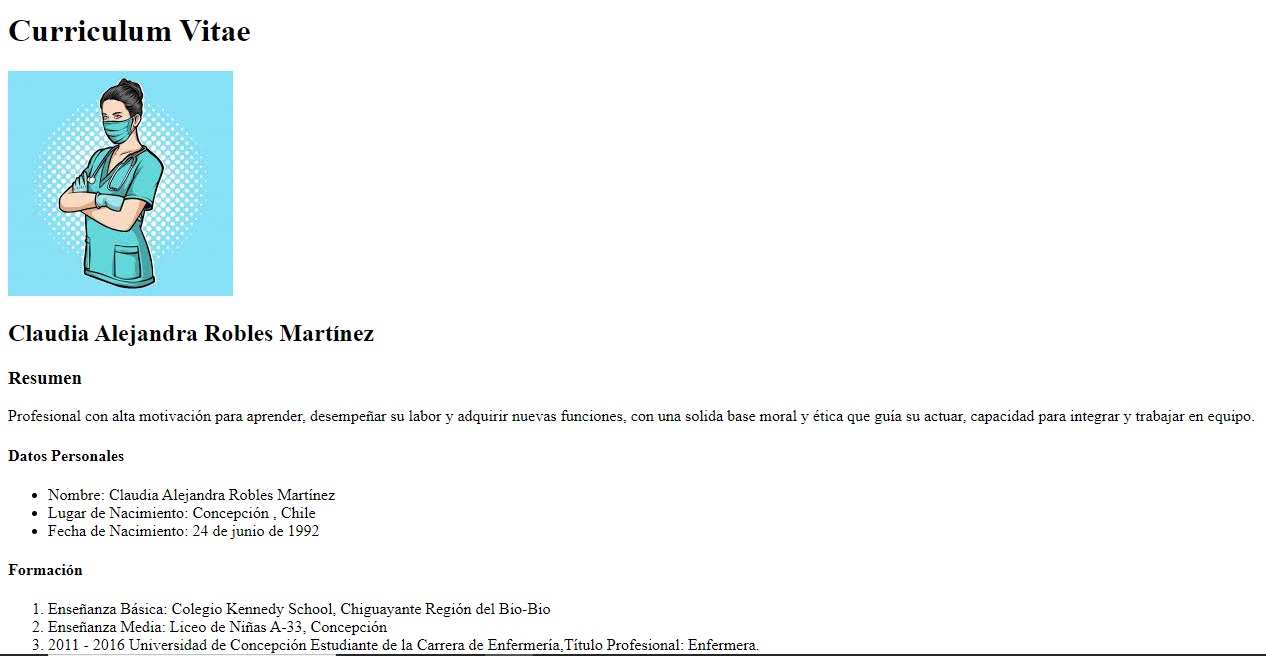 Curriculum Vitae
Claudia Alejandra Robles Martínez
Resumen
Profesional con alta motivación para aprender, desempeñar su labor y adquirir nuevas funciones, con una solida base moral y ética que guía su actuar, capacidad para integrar y trabajar en equipo.
Datos Personales
• Nombre: Claudia Alejandra Robles Martínez
• Lugar de Nacimiento: Concepción , Chile
• Fecha de Nacimiento: 24 de junio de 1992
Formación
1. Enseñanza Básica: Colegio Kennedy School, Chiguayante Región del Bio-Bio
2. Enseñanza Media: Liceo de Niñas A-33, Concepción
3. 2011 - 2016 Universidad de Concepción Estudiante de la Carrera de Enfermería,Título Profesional: Enfermera.